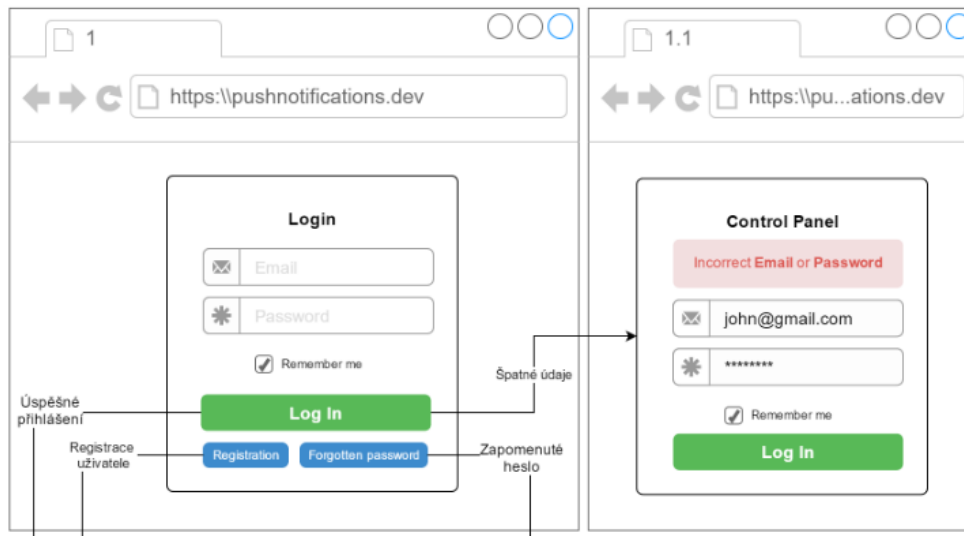 1
https:\\pushnotifications.dev
Login
Email
Password
Remember me
Log In
Registration
Forgotten password
Úspěšné
přihlášení
Registrace
uživatele
Špatné údaje
Zapomenuté
heslo
1.1
https:\\pu...ations.dev
Control Panel
Incorrect Email or Password
john@gmail.com
********
Remember me
Log In